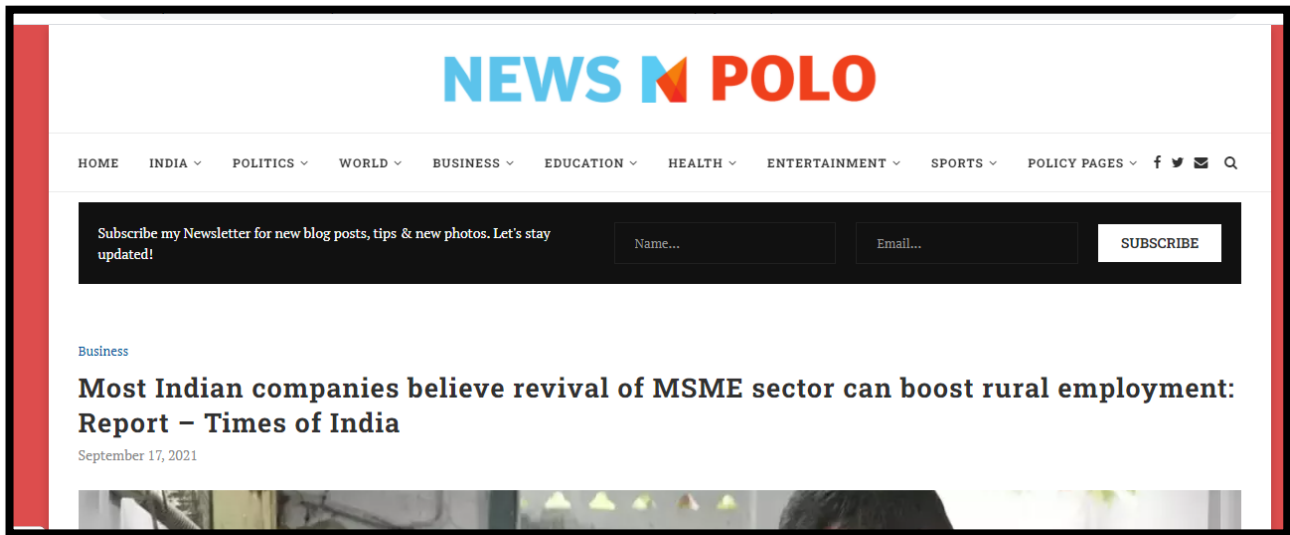 NEWS N POLO
HOME INDIA POLITICS WORLD BUSINESS EDUCATION HEALTH ENTERTAINMENT SPORTS POLICY PAGES
Subscribe my Newsletter for new blog posts, tips & new photos. Let's stay
updated!
Name...
Email...
SUBSCRIBE
Business
Most Indian companies believe revival of MSME sector can boost rural employment:
Report – Times of India
September 17, 2021